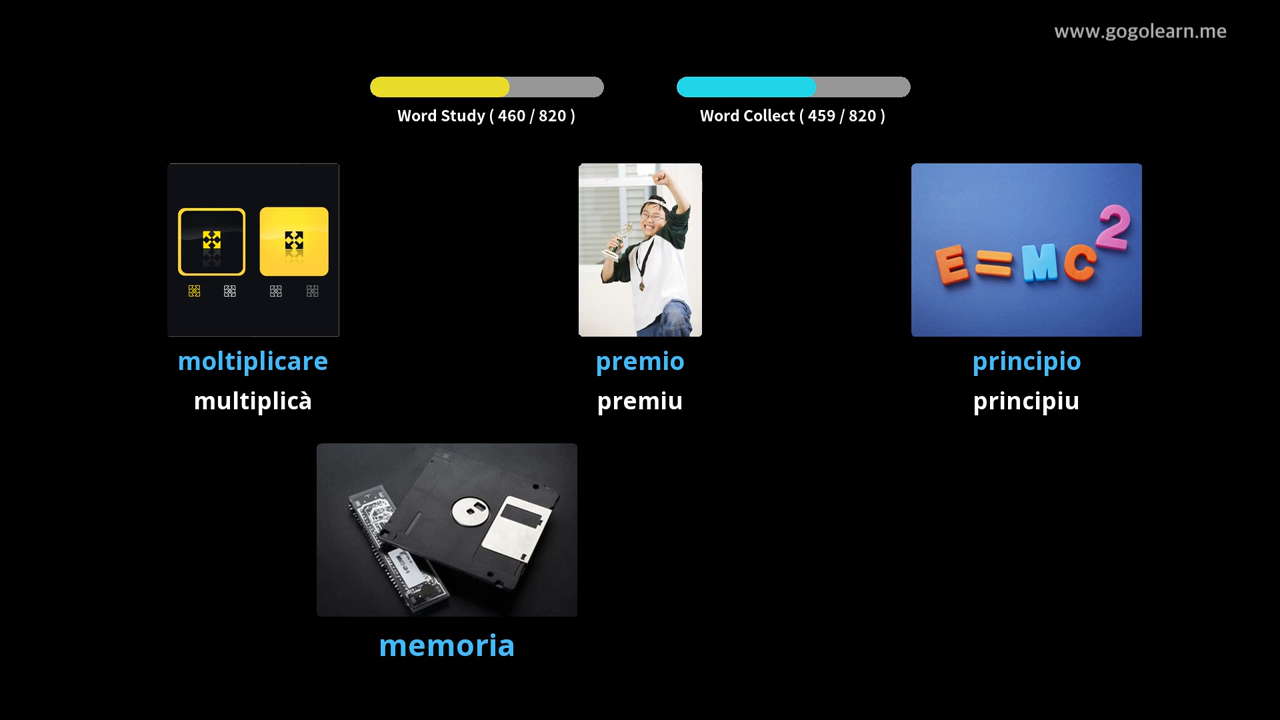 www.gogolearn.me
Word Study ( 460 / 820 )
Word Collect ( 459 / 820 )
E=MC2
moltiplicare
premio
principio
multiplicà
premiu
principiu
memoria